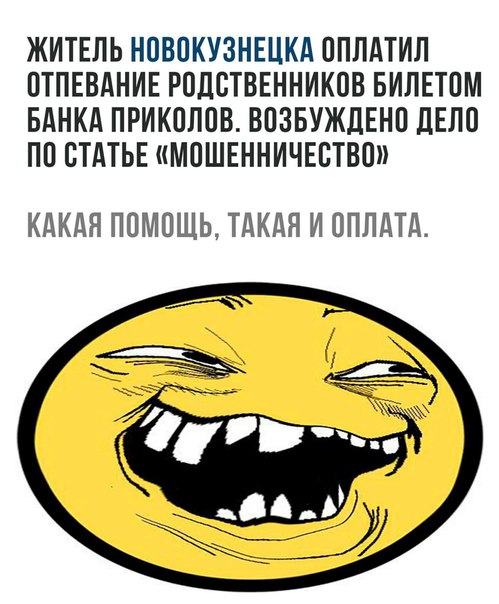 ЖИТЕЛЬ НОВОКУЗНЕЦКА ОПЛАТИЛ
ОТПЕВАНИЕ РОДСТВЕННИКОВ БИЛЕТОМ
БАНКА ПРИКОЛОВ. ВОЗБУЖДЕНО ДЕЛО
ПО СТАТЬЕ «МОШЕННИЧЕСТВО»
КАКАЯ ПОМОЩЬ, ТАКАЯ И ОПЛАТА.